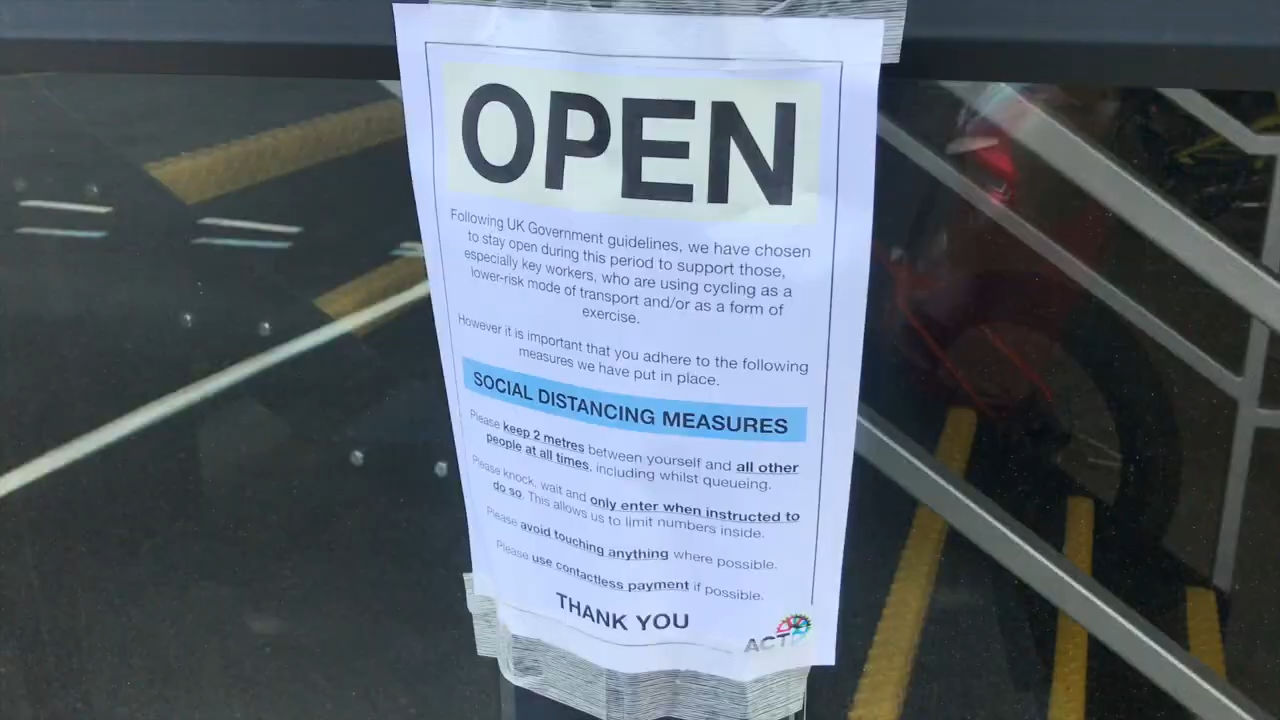 OPEN
Following UK Government guidelines, we have chosen
to stay open during this period to support those,
especially key workers, who are using cycling as a
lower-risk mode of transport and/or as a form of
exercise.
However it is important that you adhere to the following
measures we have put in place.
SOCIAL DISTANCING MEASURES
Please keep 2 metres between yourself and all other
people at all times, including whilst queueing.
Please knock, wait and only enter when instructed to
do so. This allows us to limit numbers inside.
Please avoid touching anything where possible.
Please use contactless payment if possible.
THANK YOU
ACT